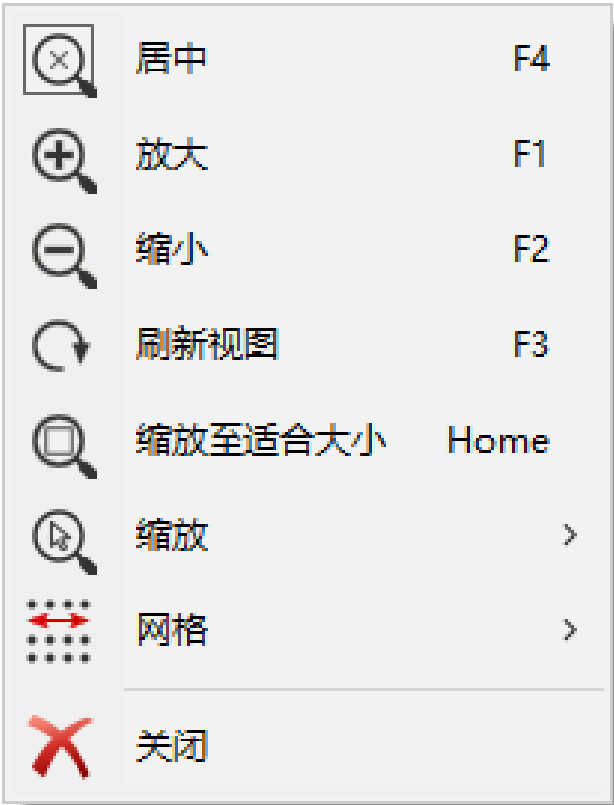 居中 F4
放大 F1
缩小 F2
刷新视图 F3
缩放至适合大小 Home
缩放
网格
关闭